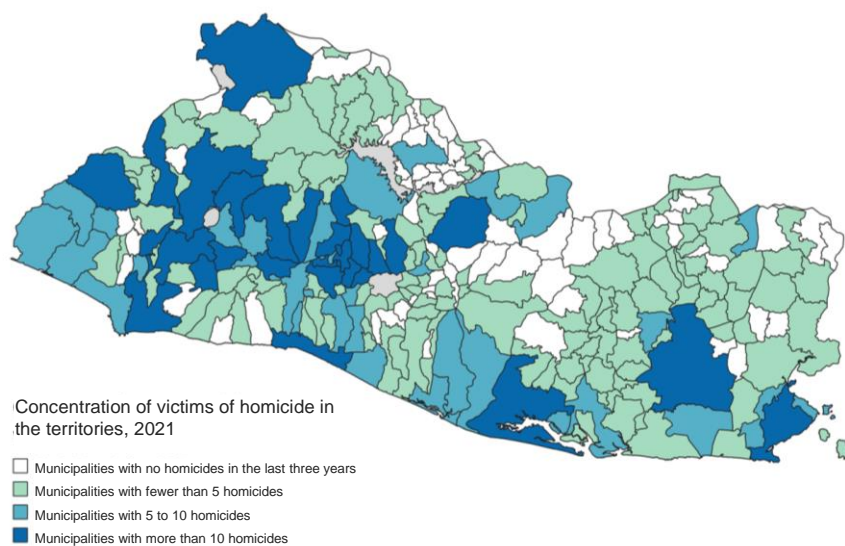 Concentration of victims of homicide in
the territories, 2021
Municipalities with no homicides in the last three years
Municipalities with fewer than 5 homicides
Municipalities with 5 to 10 homicides
Municipalities with more than 10 homicides